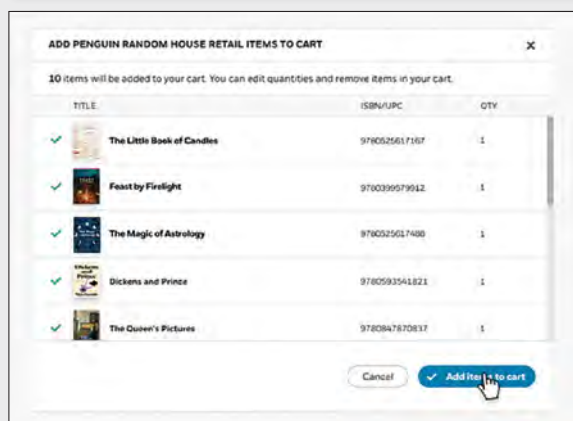 ADD PENGUIN RANDOM HOUSE RETAIL ITEMS TO CART
10 items will be added to your cart. You can edit quantities and remove items in your cart.
TITLE ISBN/UPC QTY
The Little Book of Candles 9780525617167 1
Feast by Firelight 9780399579912 1
The Magic of Astrology 9780525617488 1
Dickens and Prince 9780593541821 1
The Queen's Pictures 9780847870837 1
Cancel Add items to cart